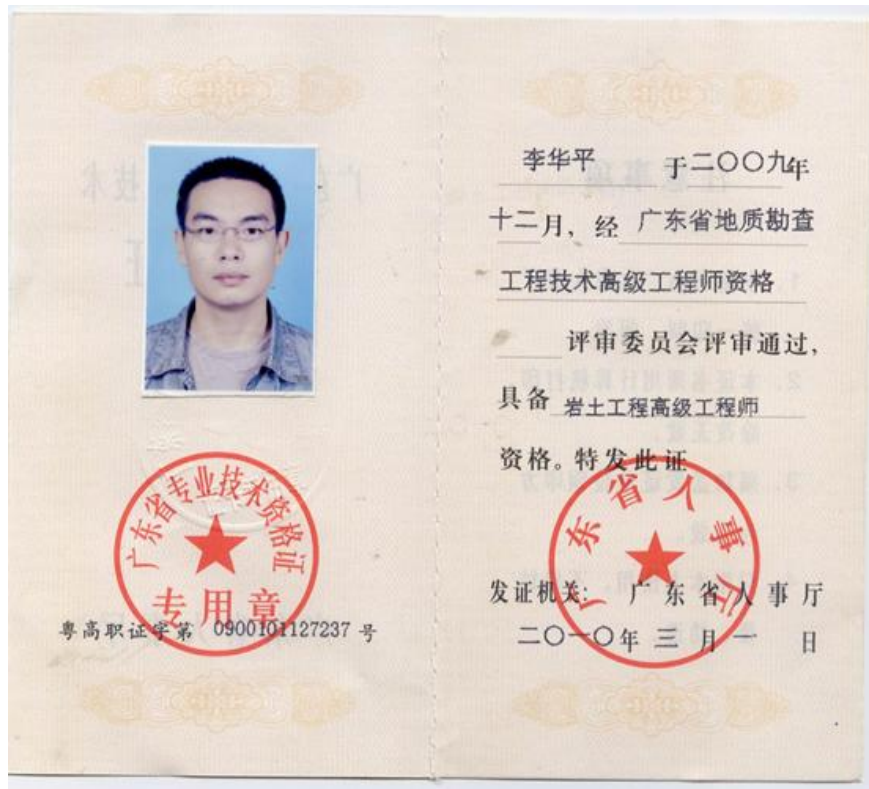 广东省专业技术资格证
专用章
粤高职证字第 0900101127237 号
李华平 于二〇〇九年
十二月，经 广东省地质勘查
工程技术高级工程师资格
评审委员会评审通过，
具备 岩土工程高级工程师
资格。特发此证
广东省人事厅
发证机关：广东省人事厅
二〇一〇年 三 月 一 日